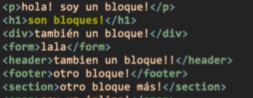 <p>hola! soy un bloque!</p>
<h1>son bloques!</h1>
<div>también un bloque!</div>
<form>lala</form>
<header>tambien un bloque!!</header>
<footer>otro bloque!</footer>
<section>otro bloque más!</section>